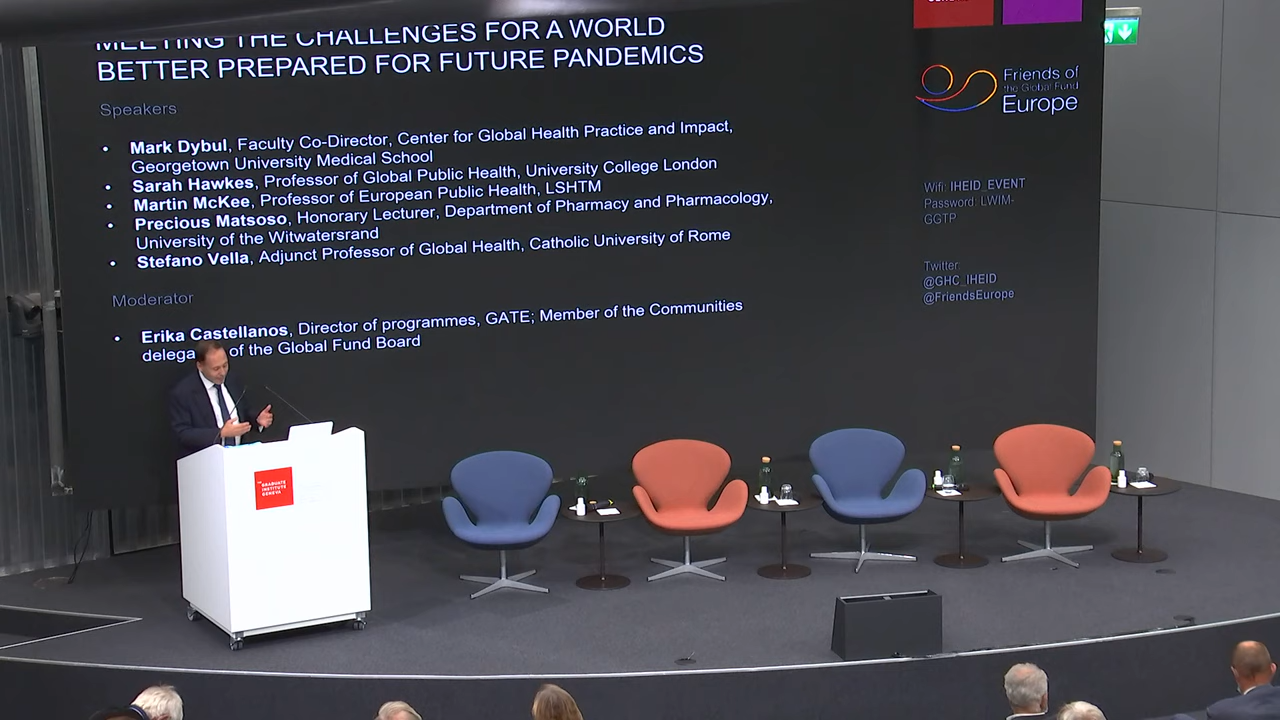 MEETING THE CHALLENGES FOR A WORLD
BETTER PREPARED FOR FUTURE PANDEMICS
Speakers
• Mark Dybul, Faculty Co-Director, Center for Global Health Practice and Impact,
Georgetown University Medical School
• Sarah Hawkes, Professor of Global Public Health, University College London
• Martin McKee, Professor of European Public Health, LSHTM
• Precious Matsoso, Honorary Lecturer, Department of Pharmacy and Pharmacology,
University of the Witwatersrand
• Stefano Vella, Adjunct Professor of Global Health, Catholic University of Rome
Moderator
• Erika Castellanos, Director of programmes, GATE; Member of the Communities
delega of the Global Fund Board
Friends of
the Global Fund
Europe
Wifi: IHEID_EVENT
Password: LWIM-
GGTP
Twitter:
@GHC_IHEID
@FriendsEurope
THE
GRADUATE
INSTITUTE
GENEVA